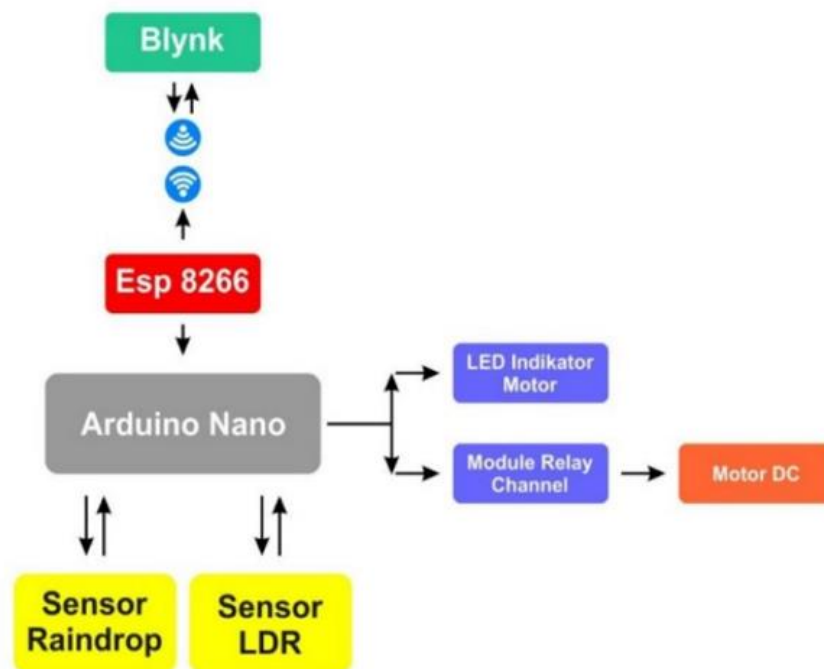 Blynk
Esp 8266
Arduino Nano
LED Indikator
Motor
Module Relay
Channel
Motor DC
Sensor
Raindrop
Sensor
LDR